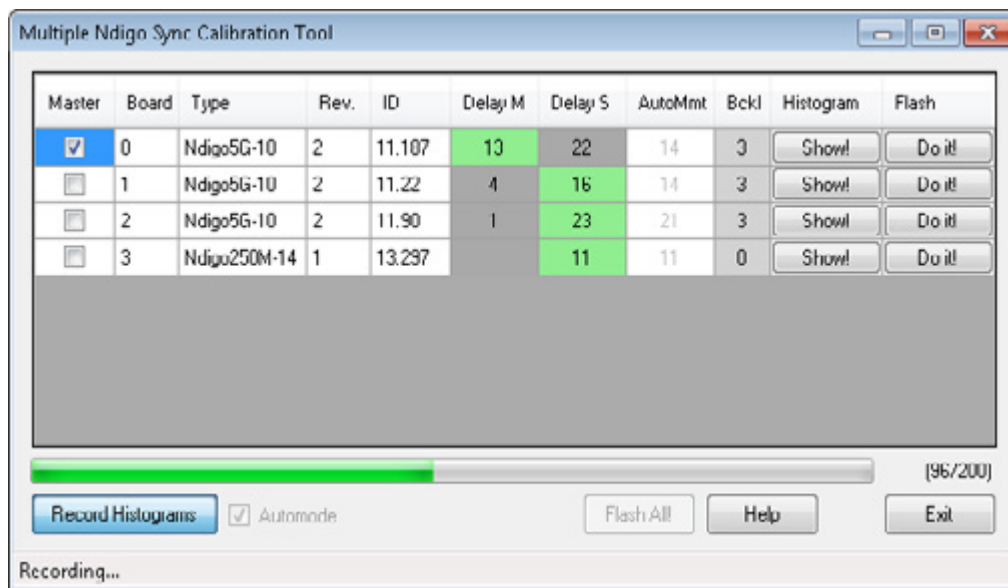 Multiple Ndigo Sync Calibration Tool
Master Board Type Rev. ID Delay M Delay S AutoMmt Bckl Histogram Flash
0 Ndigo5G-10 2 11.107 13 22 14 3 Show! Do it!
1 Ndigo5G-10 2 11.22 4 16 14 3 Show! Do it!
2 Ndigo5G-10 2 11.90 1 23 21 3 Show! Do it!
3 Ndigo250M-14 1 13.297 11 11 0 Show! Do it!
(96/200)
Record Histograms Automode Flash All! Help Exit
Recording...